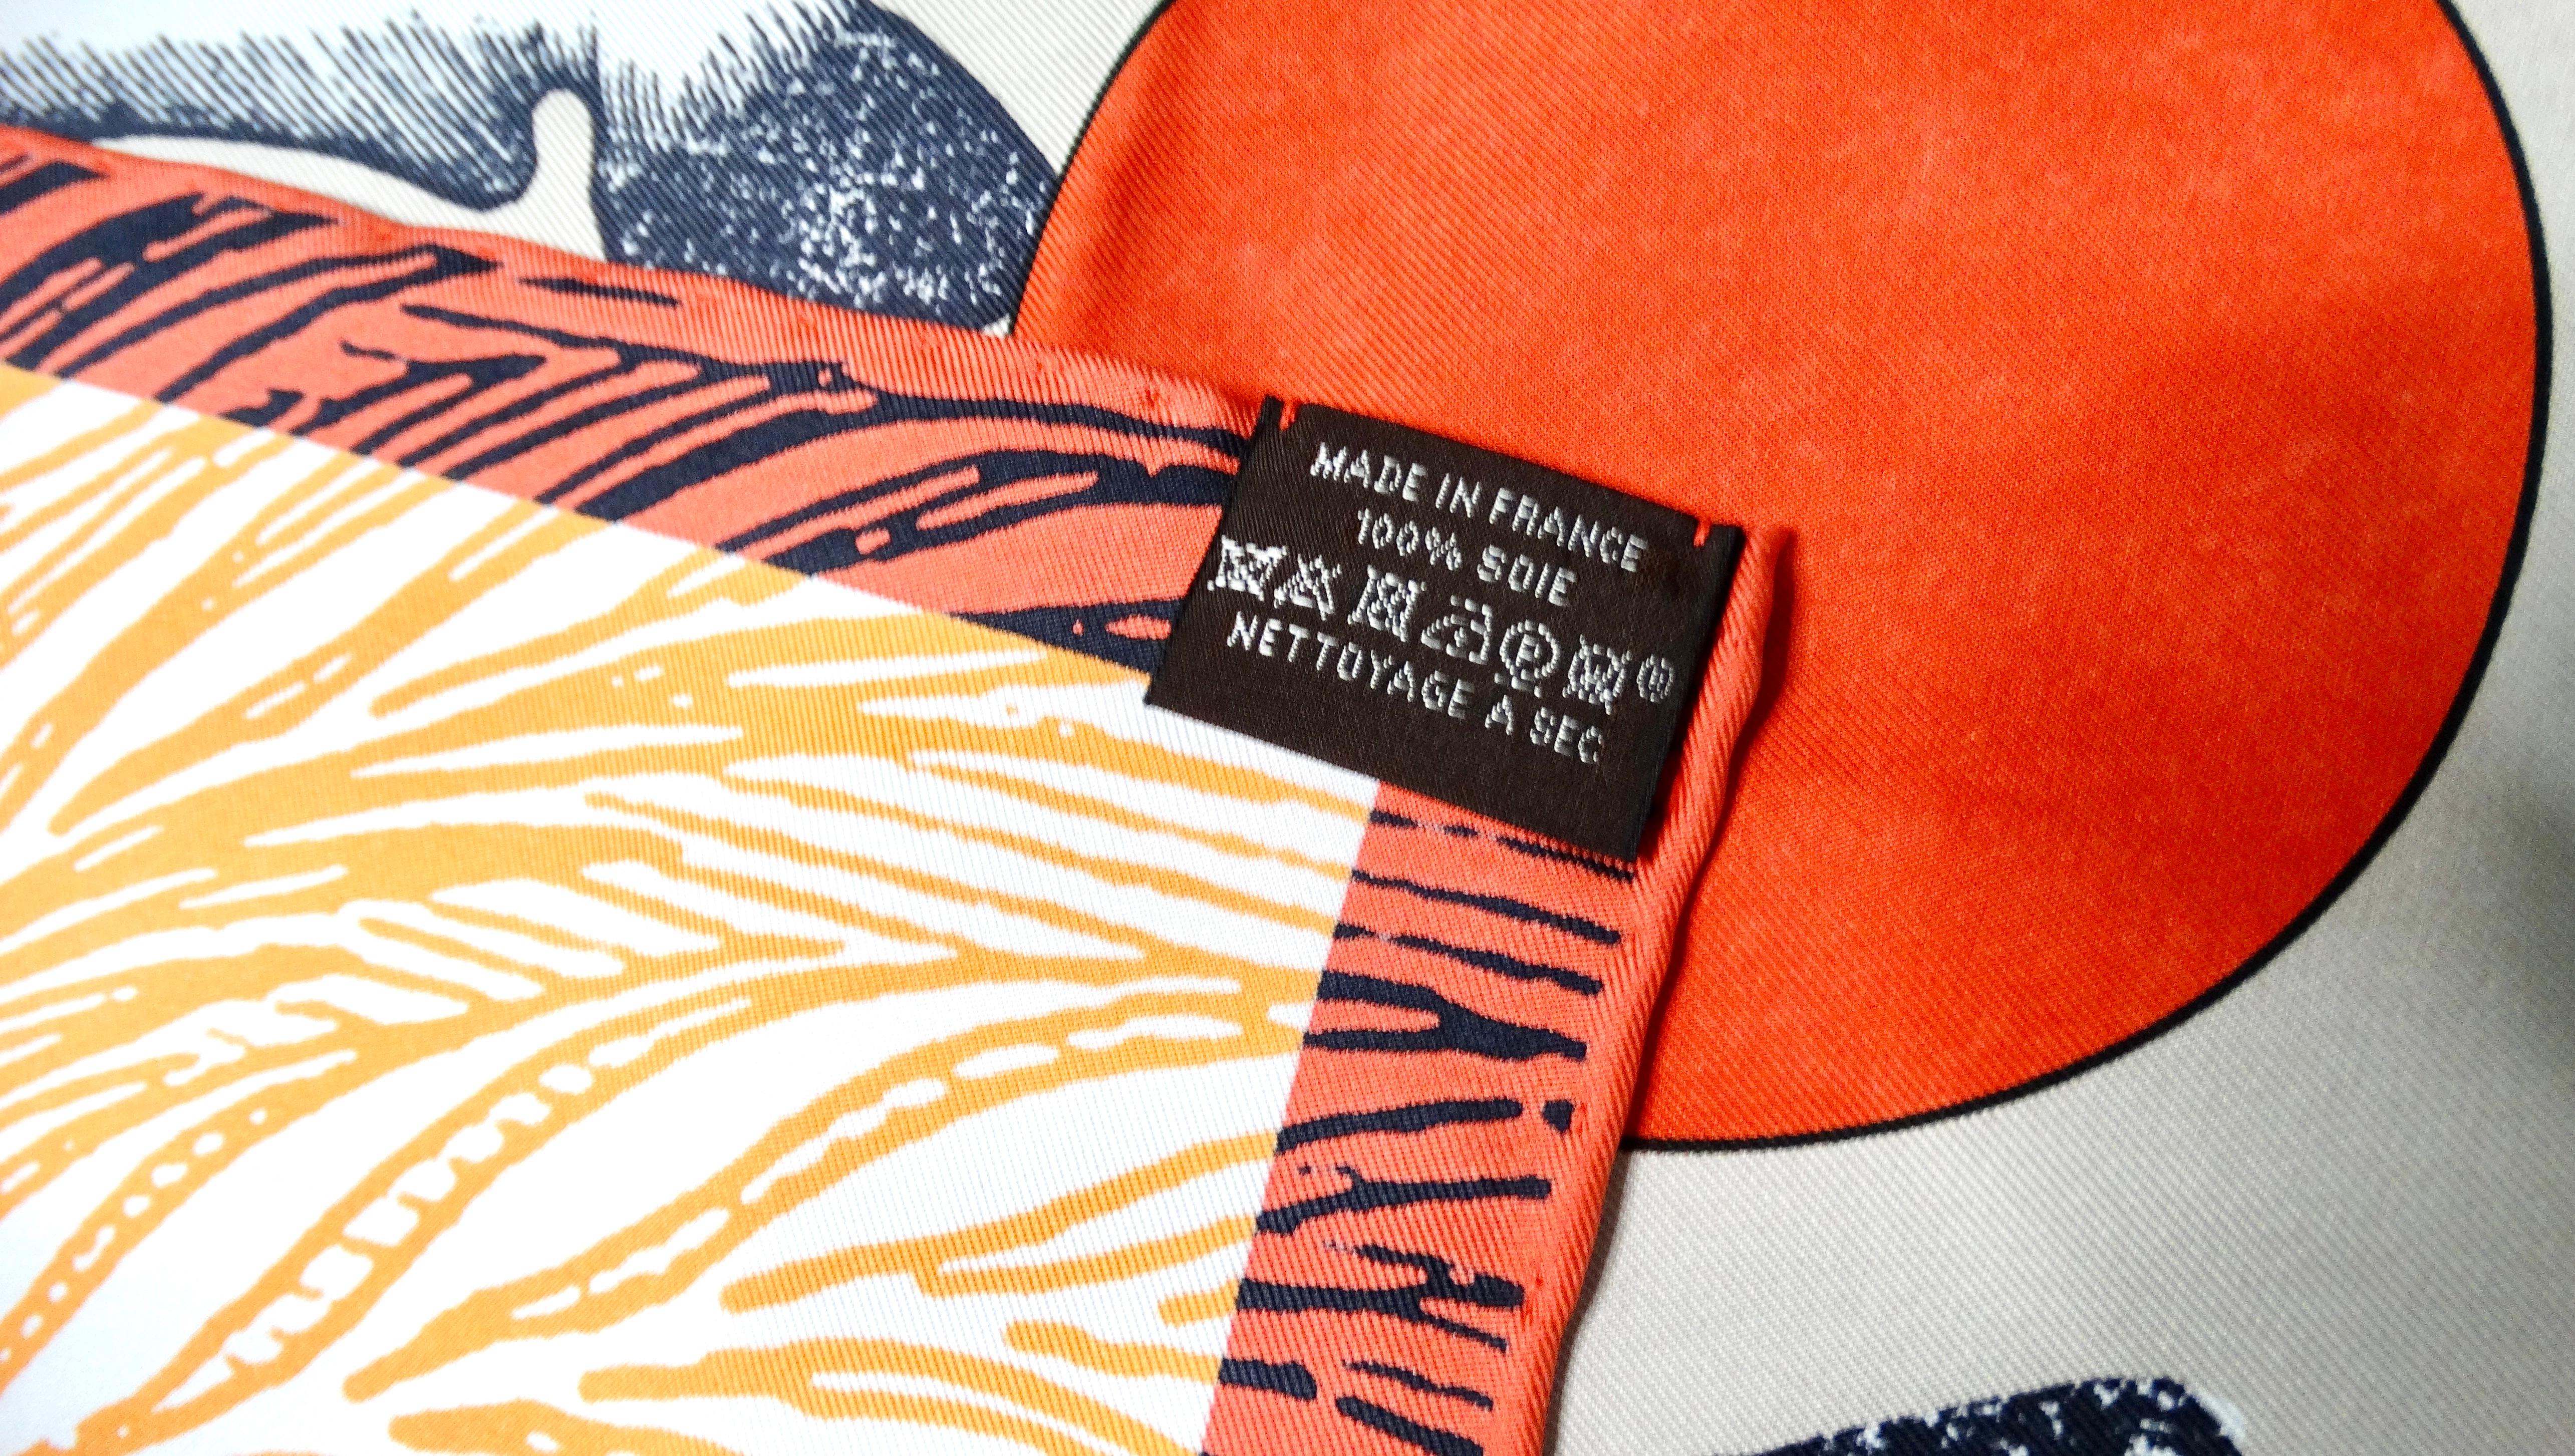 MADE IN FRANCE
100% SOIE
NETTOYAGE A SEC